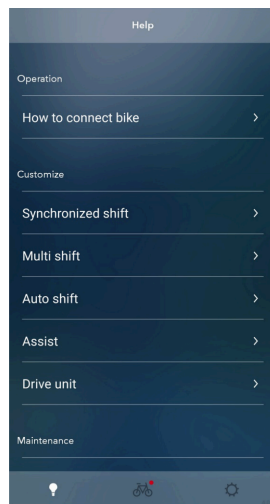 Help
Operation
How to connect bike
Customize
Synchronized shift
Multi shift
Auto shift
Assist
Drive unit
Maintenance